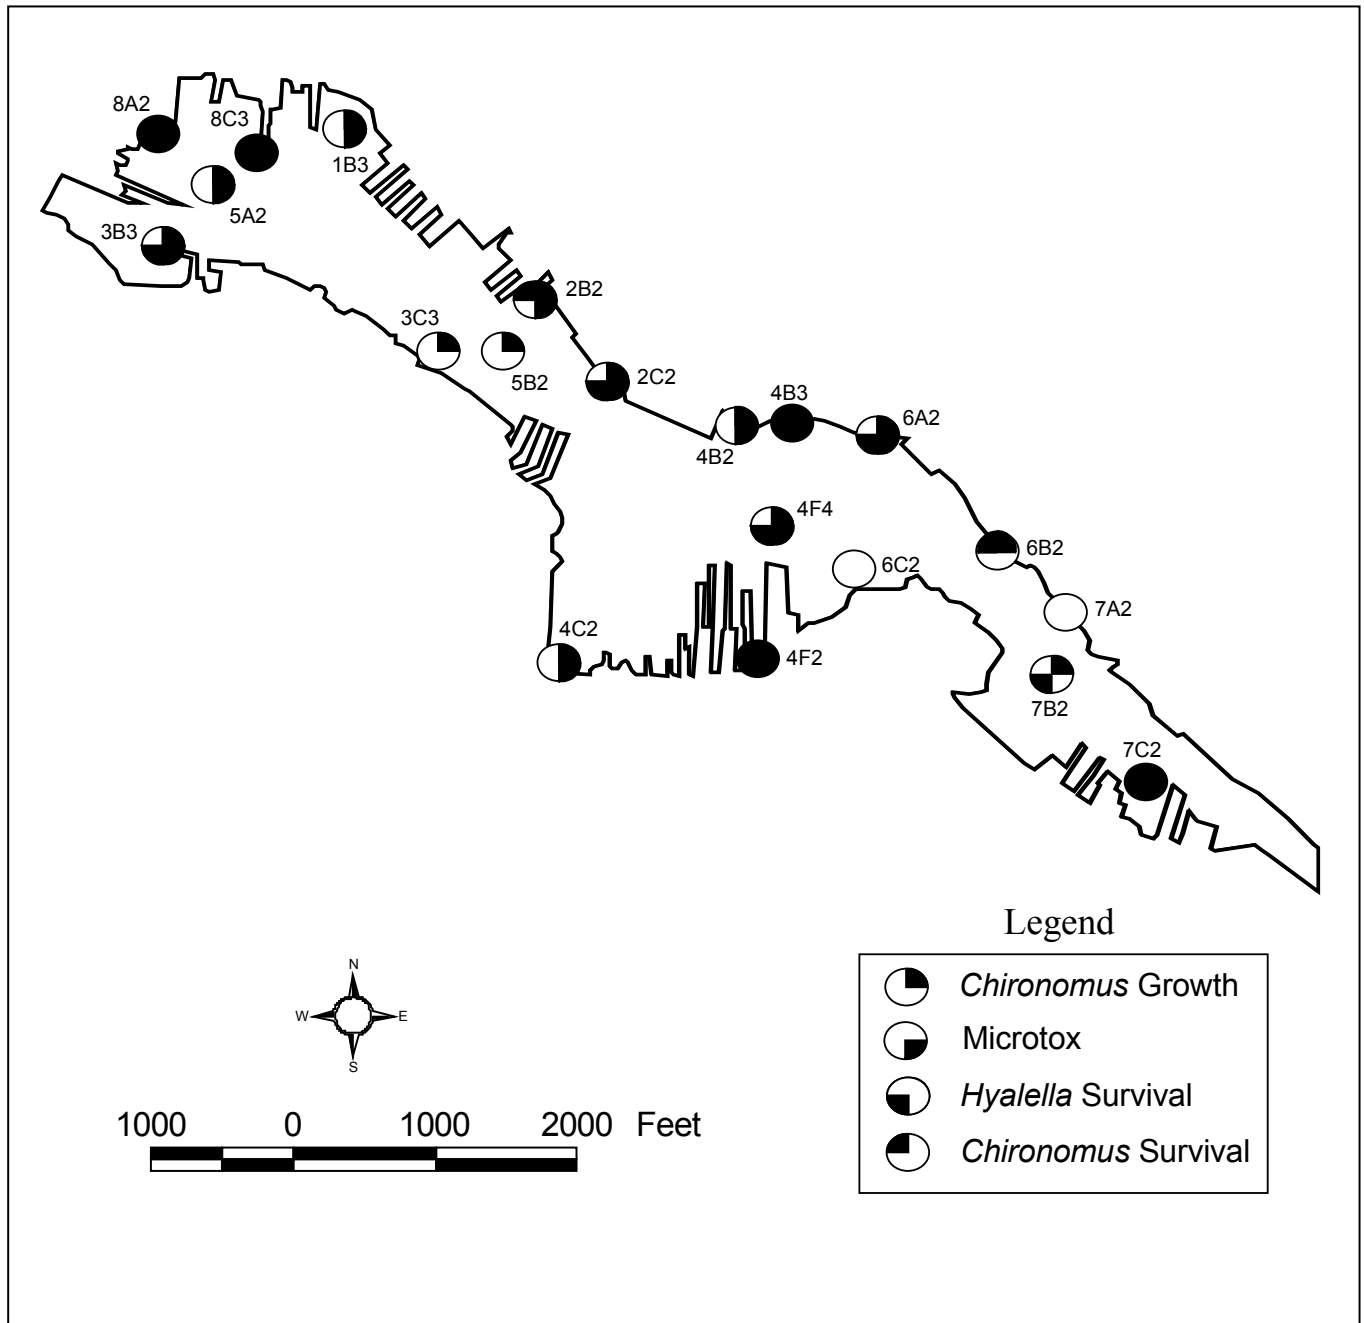 8A2
8C3
1B3
5A2
3B3
2B2
3C3
5B2
2C2
4B3
4B2
6A2
4F4
6B2
6C2
7A2
4C2
4F2
7B2
7C2
Legend
Chironomus Growth
Microtox
Hyalella Survival
Chironomus Survival
N
W E
S
1000 0 1000 2000 Feet